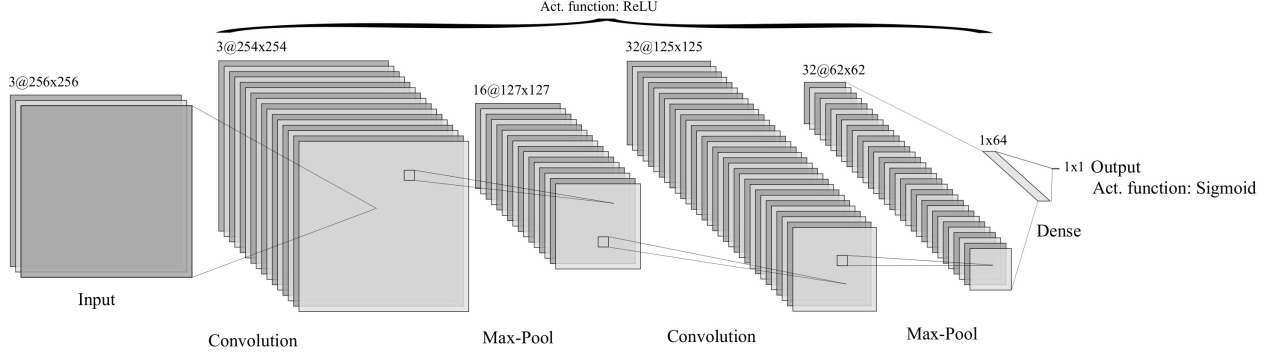 Act. function: ReLU
3@256x256
3@254x254
16@127x127
32@125x125
32@62x62
1x64
1x1 Output
Act. function: Sigmoid
Dense
Input
Convolution
Max-Pool
Convolution
Max-Pool